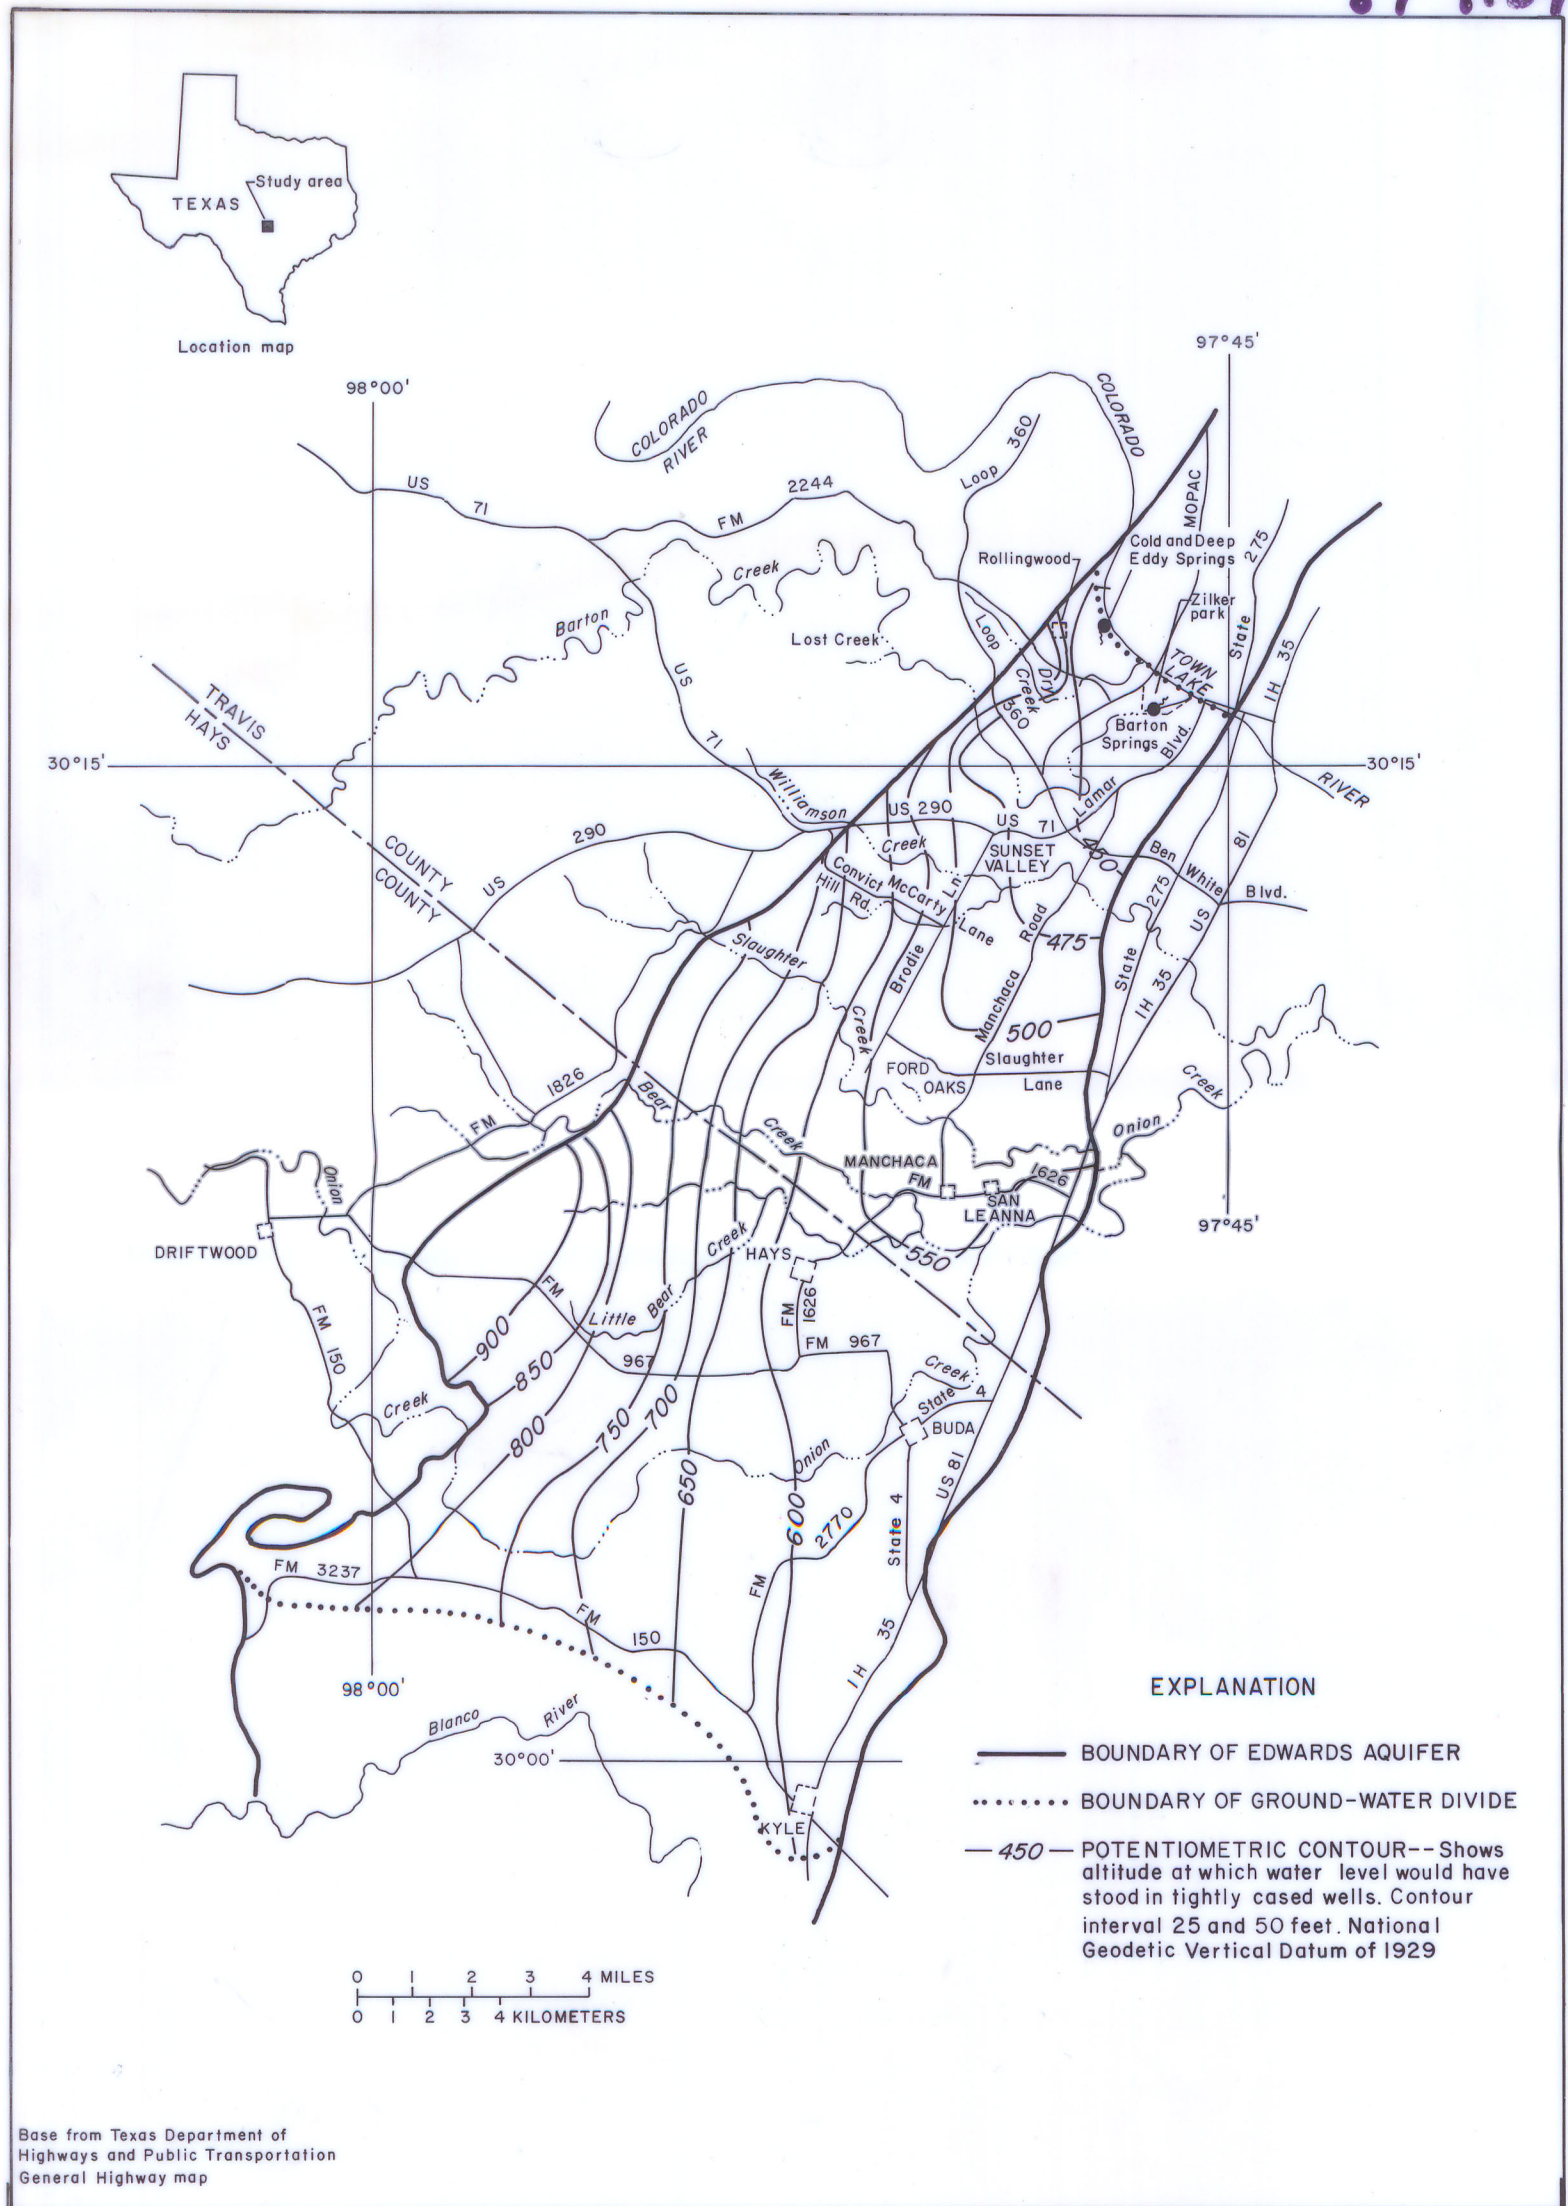 Study area
TEXAS
Location map
97°45'
98°00'
COLORADO
RIVER
COLORADO
Loop 360
US 71
FM 2244
MOPAC
Cold and Deep
Eddy Springs
Rollingwood
State 275
Zilker
park
Barton Creek
Lost Creek
Loop 360
Dry
Creek
TOWN
LAKE
IH 35
US 71
TRAVIS
HAYS
Barton
Springs
Blvd.
Lamar
30°15'
30°15'
RIVER
Williamson
Creek
US 290
US 71
SUNSET
VALLEY
450
Ben White Blvd.
81
290
US
COUNTY
COUNTY
Convict
Hill Rd.
McCarty
Lane
Brodie Ln.
Manchaca Road
475
State 275
US
IH 35
Slaughter
Creek
500
Slaughter
Lane
FORD
OAKS
Creek
Onion
FM 1826
Bear
Creek
MANCHACA
FM 1626
SAN
LEANNA
97°45'
Onion
DRIFTWOOD
HAYS
550
Creek
Bear
Little
FM
FM 1626
FM 967
967
FM 150
900
850
800
750
700
650
600
Creek
Creek
State 4
BUDA
US 81
Onion
2770
FM
State 4
FM 3237
FM
150
IH 35
98°00'
Blanco River
30°00'
KYLE
EXPLANATION
BOUNDARY OF EDWARDS AQUIFER
BOUNDARY OF GROUND-WATER DIVIDE
—450— POTENTIOMETRIC CONTOUR--Shows
altitude at which water level would have
stood in tightly cased wells. Contour
interval 25 and 50 feet. National
Geodetic Vertical Datum of 1929
0 1 2 3 4 MILES
0 1 2 3 4 KILOMETERS
Base from Texas Department of
Highways and Public Transportation
General Highway map